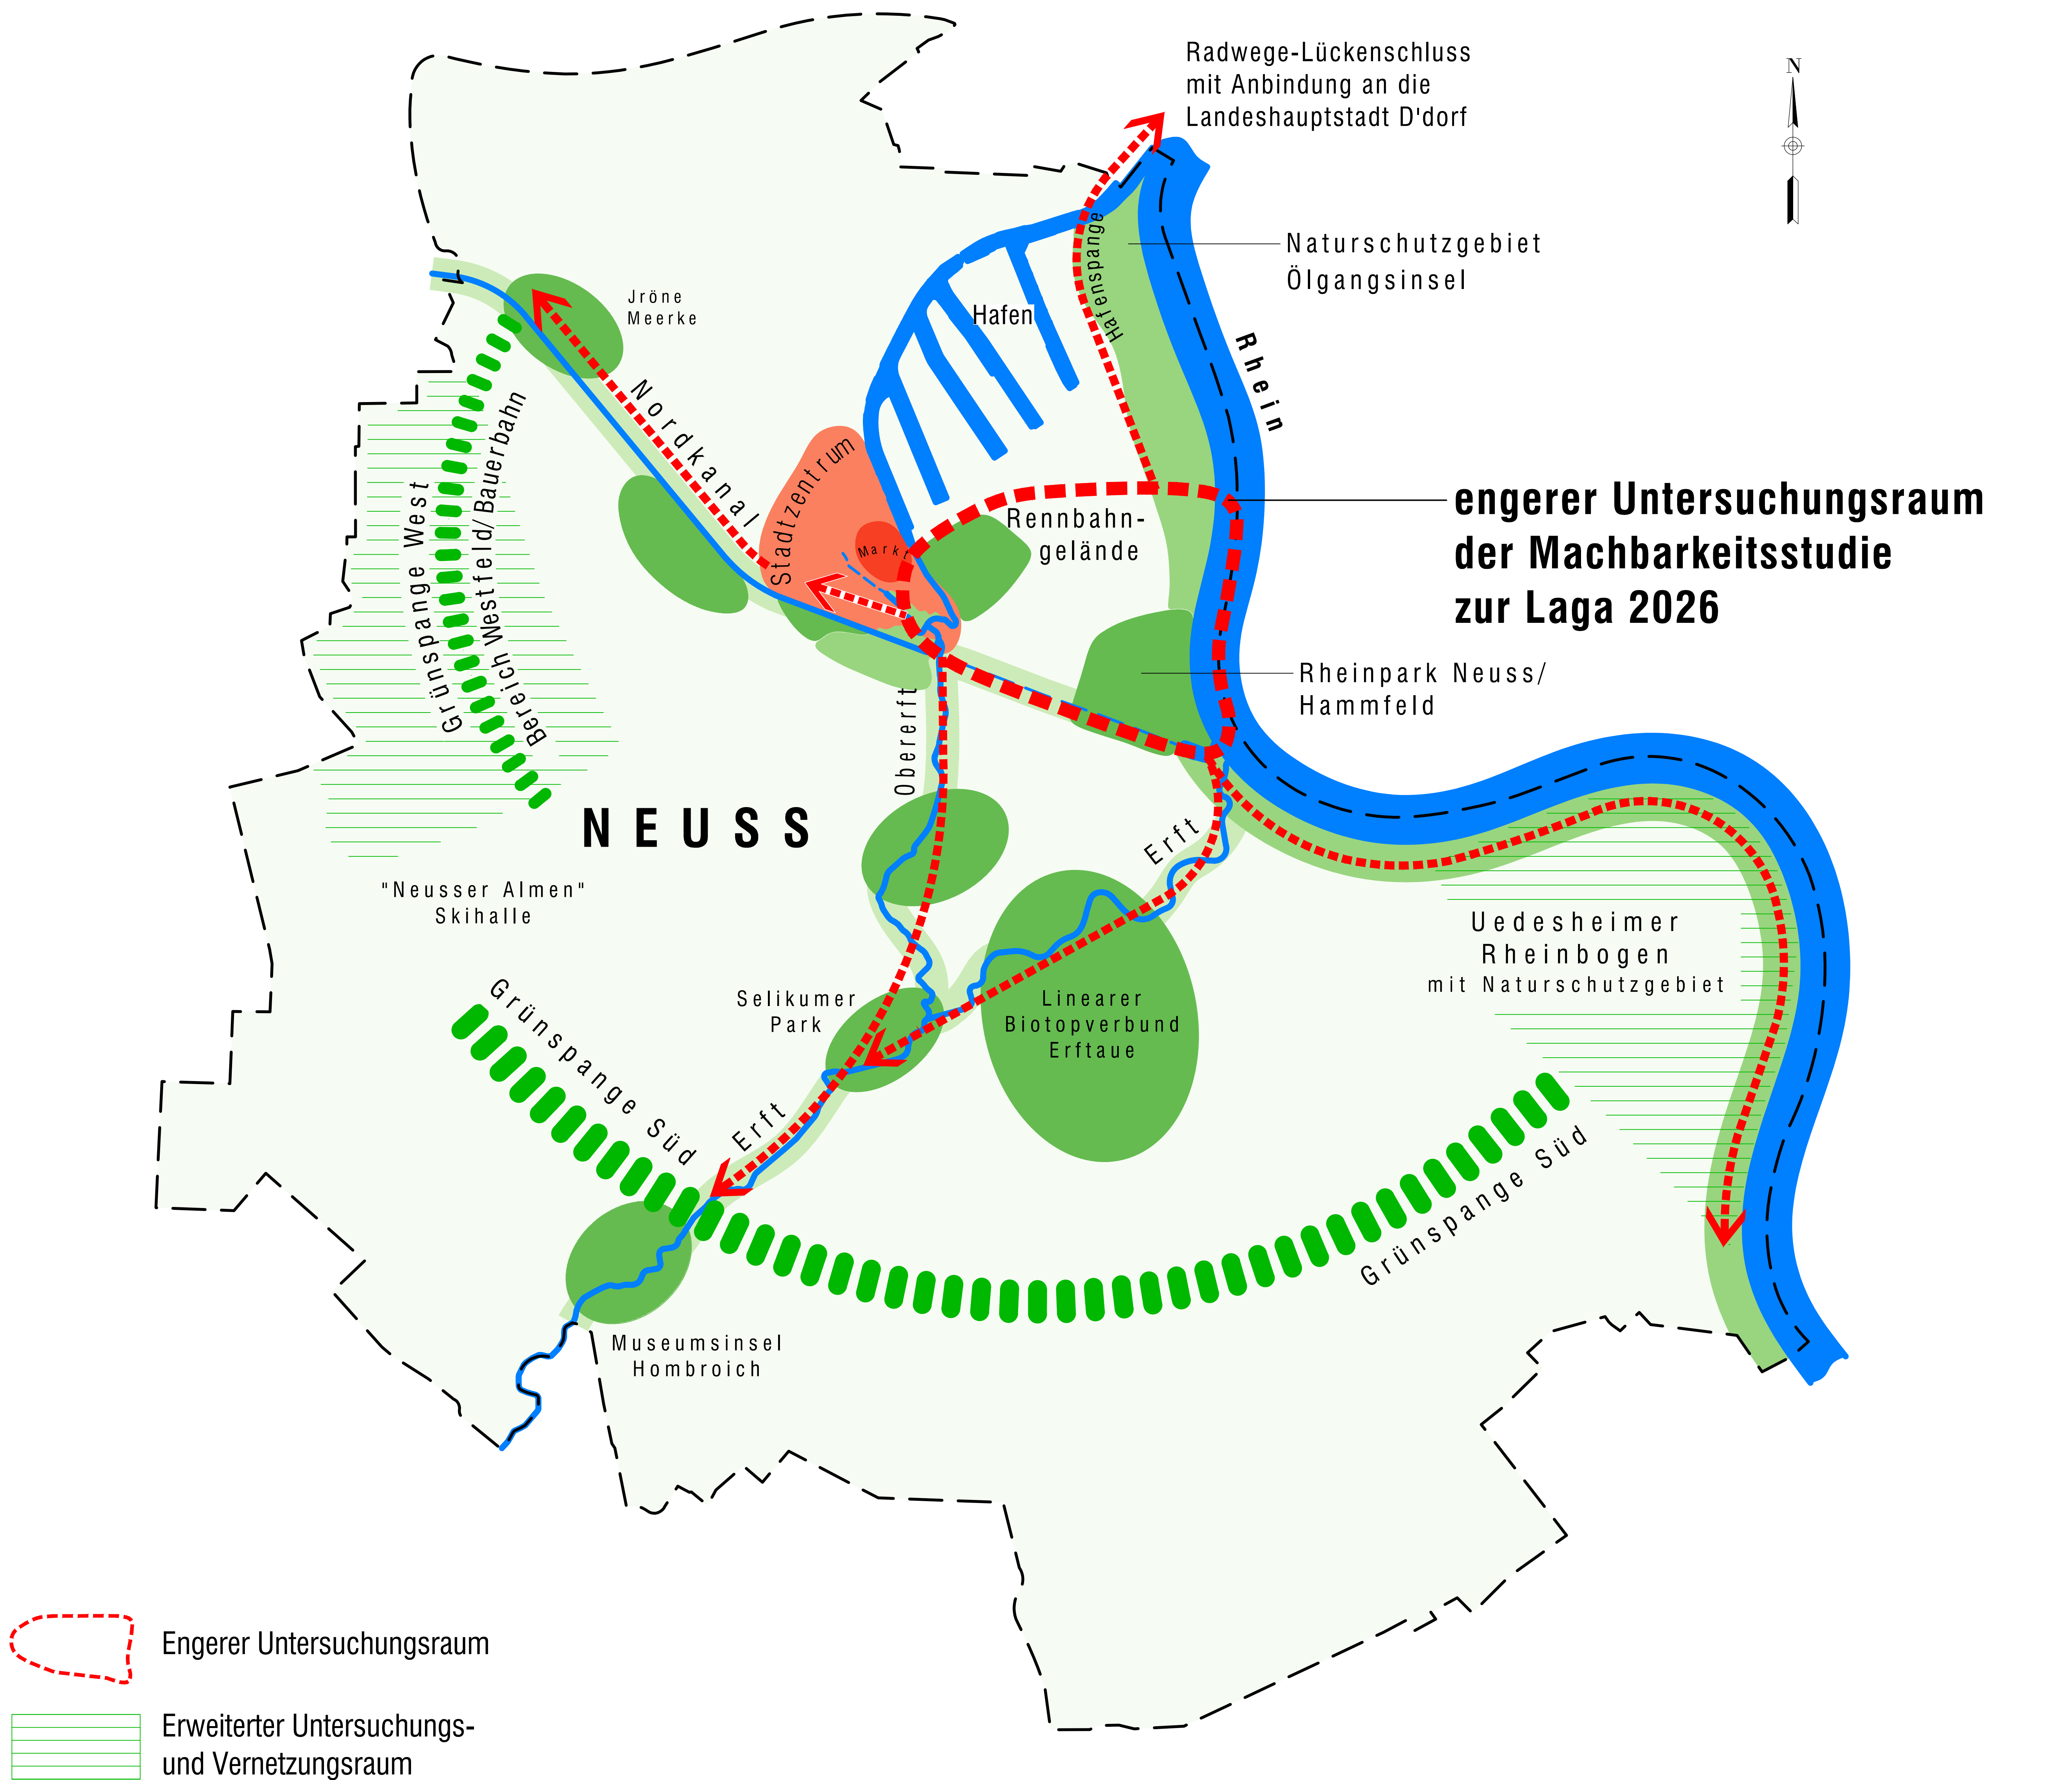 Radwege-Lückenschluss
mit Anbindung an die
Landeshauptstadt D'dorf
N
Naturschutzgebiet
Ölgangsinsel
Hafenspange
Hafen
Rhein
Jröne
Meerke
Nordkanal
Stadtzentrum
Markt
Rennbahn-
gelände
engerer Untersuchungsraum
der Machbarkeitsstudie
zur Laga 2026
Rheinpark Neuss/
Hammfeld
Grünspange West
Bereich Westfeld/Bauerbahn
Obererft
NEUSS
Erft
"Neusser Almen"
Skihalle
Uedesheimer
Rheinbogen
mit Naturschutzgebiet
Selikumer
Park
Linearer
Biotopverbund
Erftaue
Grünspange Süd
Erft
Grünspange Süd
Museumsinsel
Hombroich
Engerer Untersuchungsraum
Erweiterter Untersuchungs-
und Vernetzungsraum